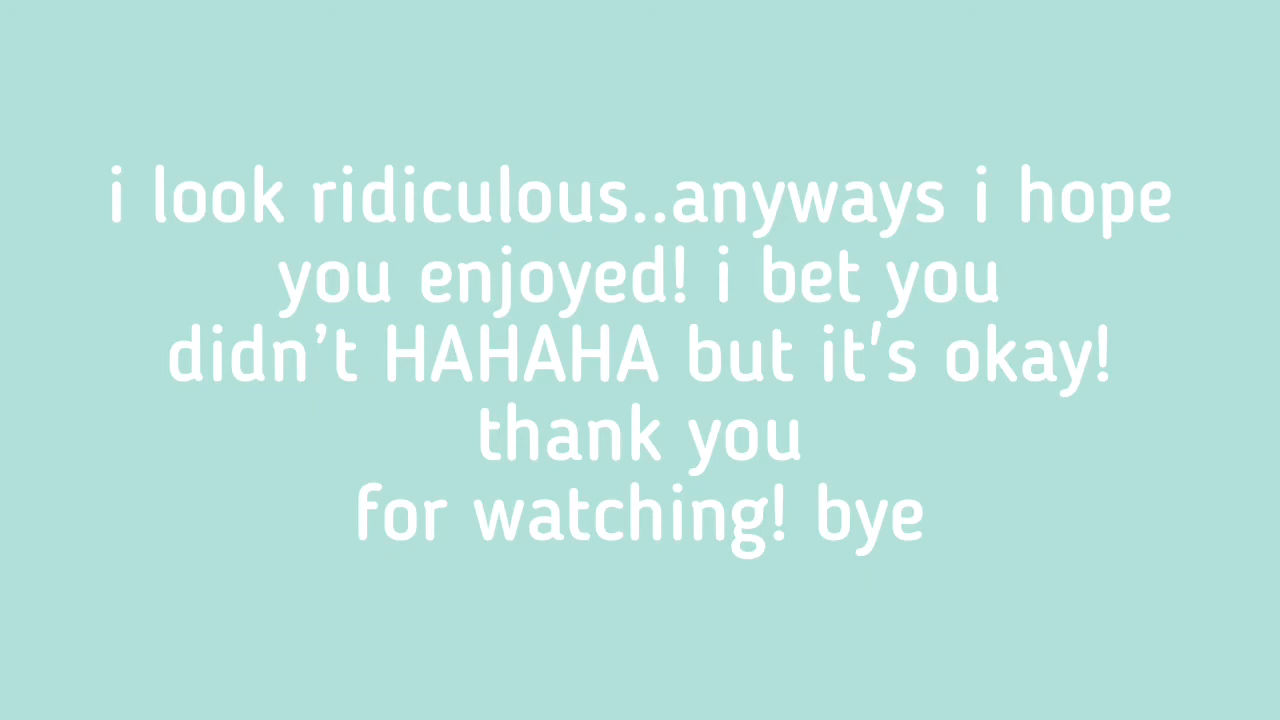 i look ridiculous..anyways i hope
you enjoyed! i bet you
didn’t HAHAHA but it's okay!
thank you
for watching! bye